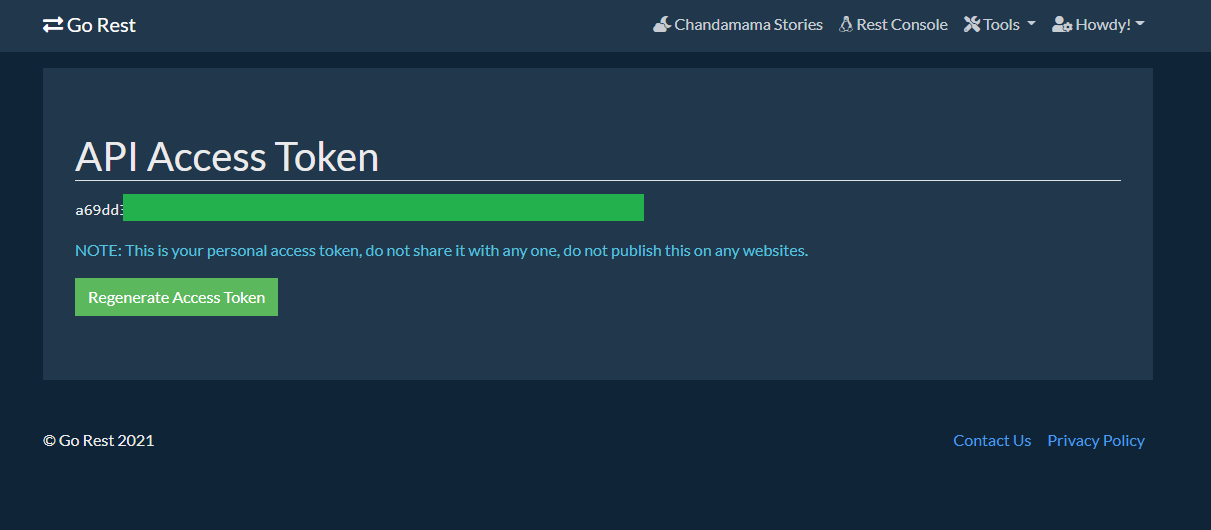 Go Rest Chandamama Stories Rest Console Tools Howdy!
API Access Token
a69dd
NOTE: This is your personal access token, do not share it with any one, do not publish this on any websites.
Regenerate Access Token
© Go Rest 2021 Contact Us Privacy Policy